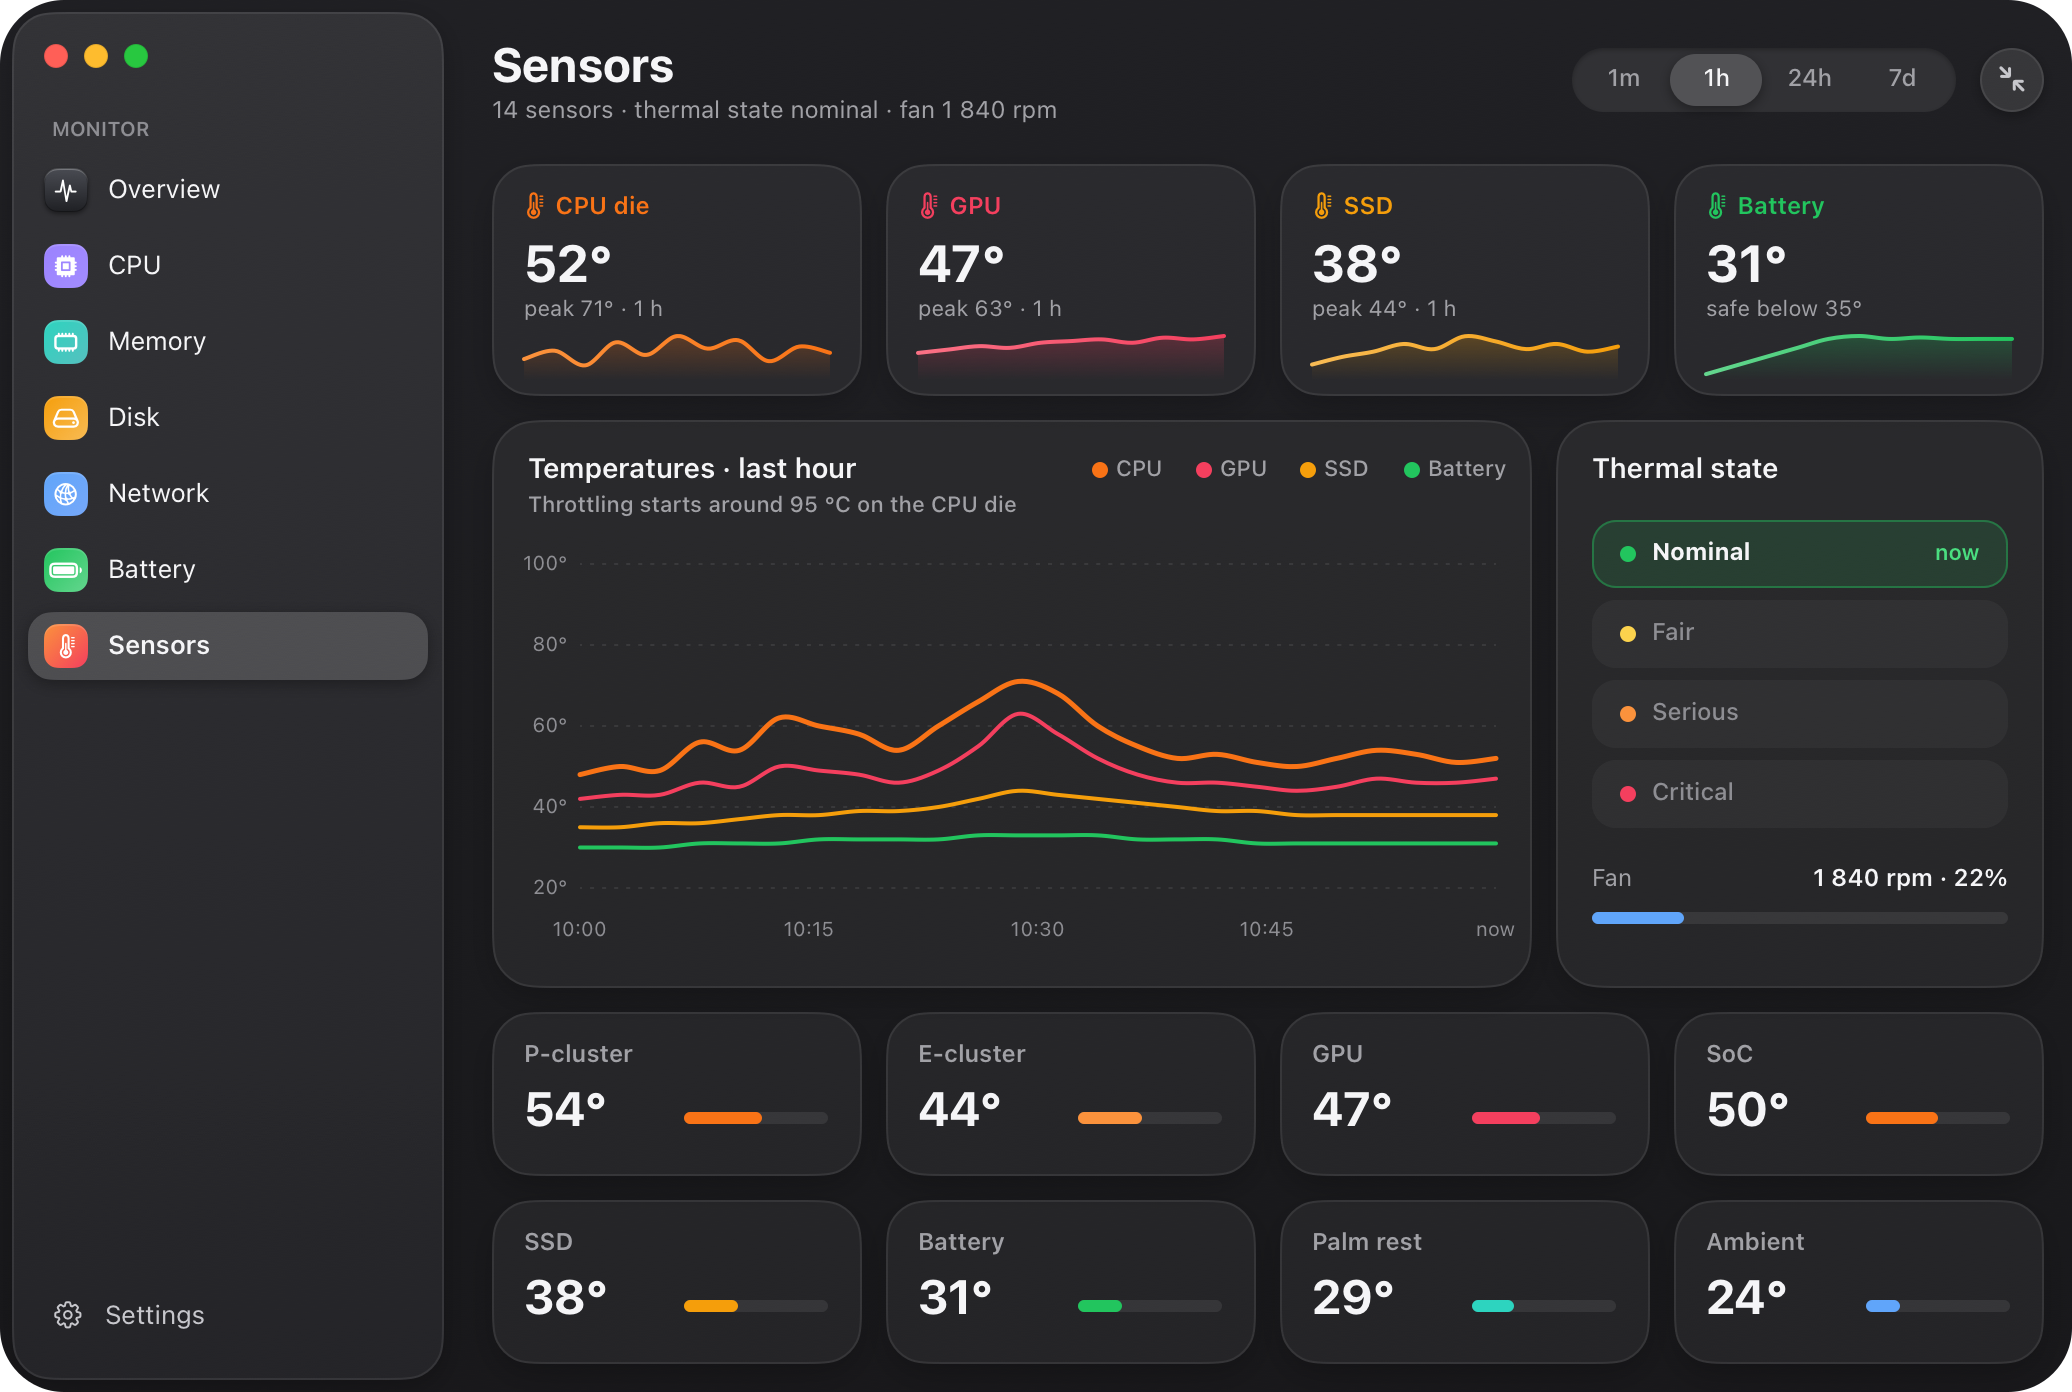 MONITOR
Overview
CPU
Memory
Disk
Network
Battery
Sensors
Settings
Sensors
14 sensors · thermal state nominal · fan 1 840 rpm
1m 1h 24h 7d
CPU die
52°
peak 71° · 1 h
GPU
47°
peak 63° · 1 h
SSD
38°
peak 44° · 1 h
Battery
31°
safe below 35°
Temperatures · last hour
CPU GPU SSD Battery
Throttling starts around 95 °C on the CPU die
100°
80°
60°
40°
20°
10:00 10:15 10:30 10:45 now
Thermal state
Nominal now
Fair
Serious
Critical
Fan 1 840 rpm · 22%
P-cluster
54°
E-cluster
44°
GPU
47°
SoC
50°
SSD
38°
Battery
31°
Palm rest
29°
Ambient
24°